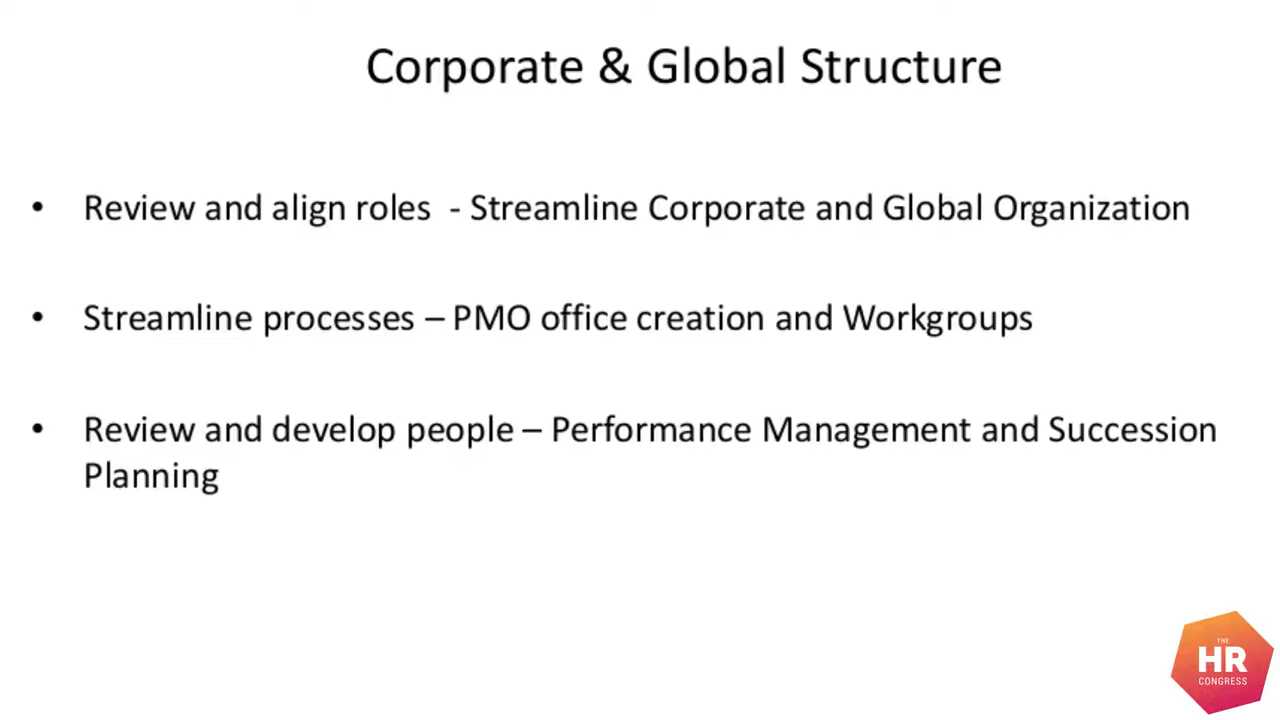 Corporate & Global Structure
• Review and align roles  - Streamline Corporate and Global Organization
• Streamline processes – PMO office creation and Workgroups
• Review and develop people – Performance Management and Succession
Planning
THE
HR
CONGRESS